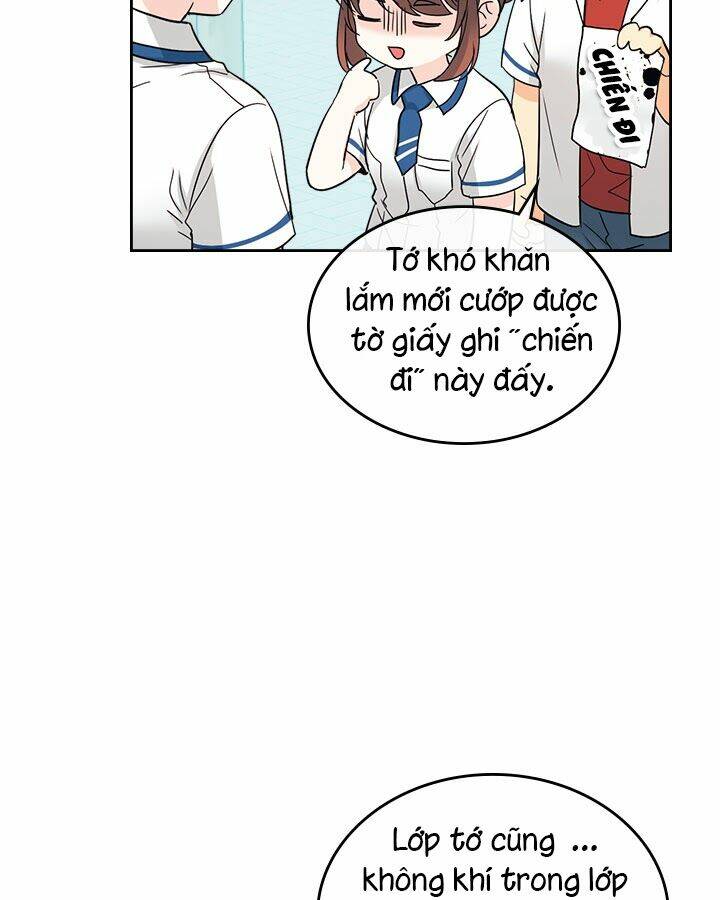 CHIẾN ĐI
Tớ khó khăn
lắm mới cướp được
tờ giấy ghi "chiến
đi" này đấy.
Lớp tớ cũng ...
không khí trong lớp